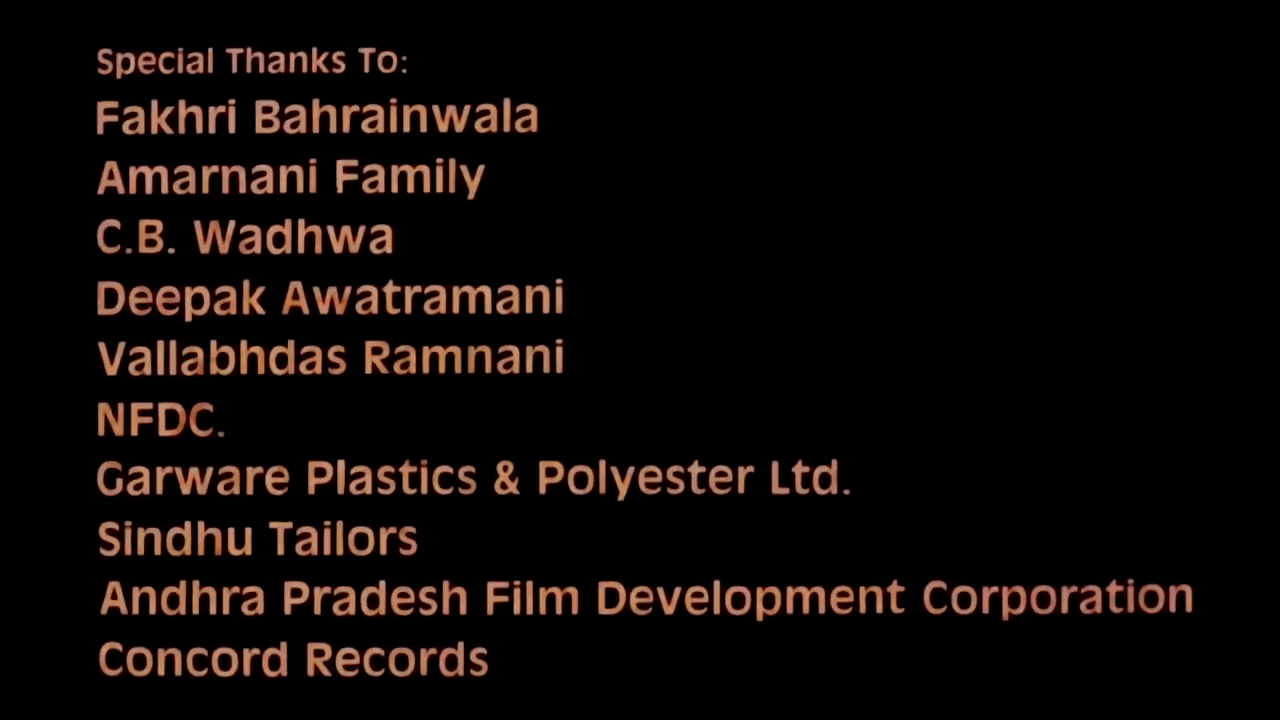 Special Thanks To:
Fakhri Bahrainwala
Amarnani Family
C.B. Wadhwa
Deepak Awatramani
Vallabhdas Ramnani
NFDC.
Garware Plastics & Polyester Ltd.
Sindhu Tailors
Andhra Pradesh Film Development Corporation
Concord Records